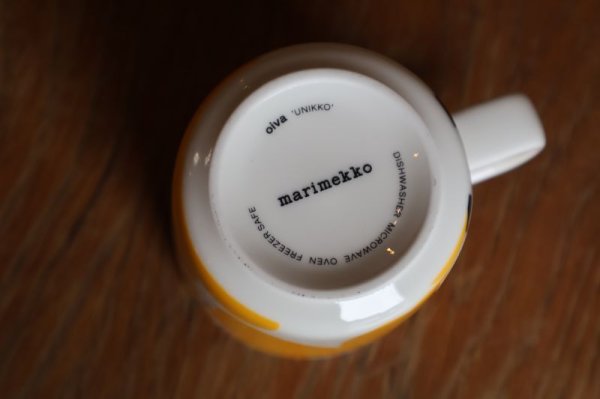 oiva 'UNIKKO'
marimekko
DISHWASHER MICROWAVE OVEN FREEZER SAFE